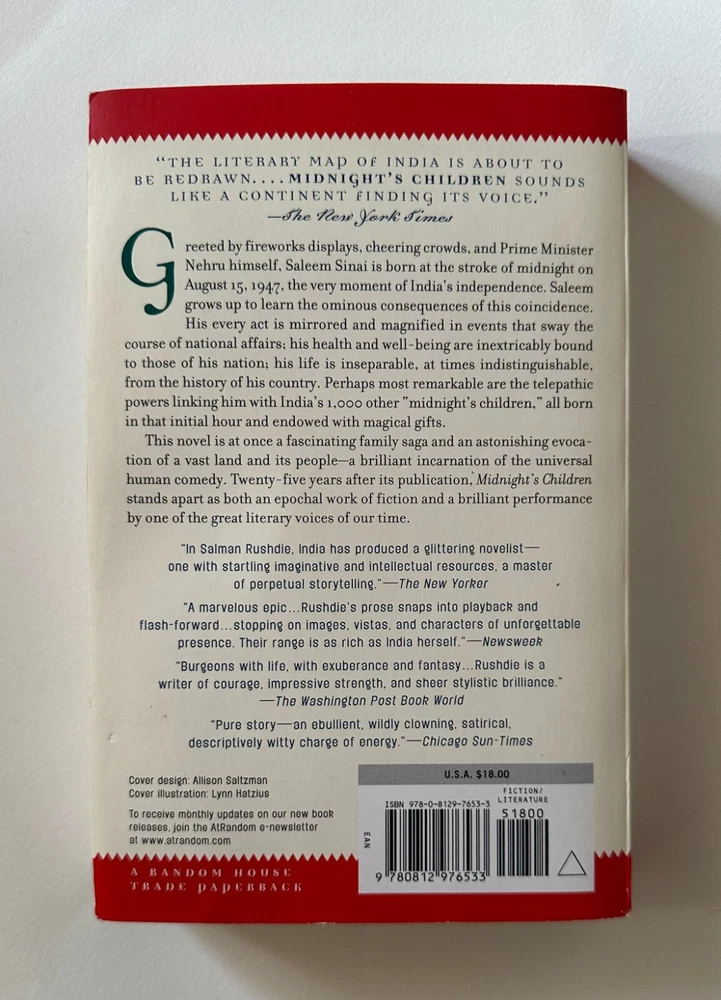 “THE LITERARY MAP OF INDIA IS ABOUT TO
BE REDRAWN.... MIDNIGHT'S CHILDREN SOUNDS
LIKE A CONTINENT FINDING ITS VOICE.”
—The New York Times
Greeted by fireworks displays, cheering crowds, and Prime Minister
Nehru himself, Saleem Sinai is born at the stroke of midnight on
August 15, 1947, the very moment of India's independence. Saleem
grows up to learn the ominous consequences of this coincidence.
His every act is mirrored and magnified in events that sway the
course of national affairs; his health and well-being are inextricably bound
to those of his nation; his life is inseparable, at times indistinguishable,
from the history of his country. Perhaps most remarkable are the telepathic
powers linking him with India's 1,000 other "midnight's children," all born
in that initial hour and endowed with magical gifts.
This novel is at once a fascinating family saga and an astonishing evoca-
tion of a vast land and its people—a brilliant incarnation of the universal
human comedy. Twenty-five years after its publication, Midnight's Children
stands apart as both an epochal work of fiction and a brilliant performance
by one of the great literary voices of our time.
"In Salman Rushdie, India has produced a glittering novelist—
one with startling imaginative and intellectual resources, a master
of perpetual storytelling."—The New Yorker
"A marvelous epic...Rushdie's prose snaps into playback and
flash-forward...stopping on images, vistas, and characters of unforgettable
presence. Their range is as rich as India herself."—Newsweek
"Burgeons with life, with exuberance and fantasy...Rushdie is a
writer of courage, impressive strength, and sheer stylistic brilliance."
—The Washington Post Book World
"Pure story—an ebullient, wildly clowning, satirical,
descriptively witty charge of energy."—Chicago Sun-Times
Cover design: Allison Saltzman
Cover illustration: Lynn Hatzius
To receive monthly updates on our new book
releases, join the AtRandom e-newsletter
at www.atrandom.com
A RANDOM HOUSE
TRADE PAPERBACK
U.S.A. $18.00
FICTION/
LITERATURE
ISBN 978-0-8129-7653-3
51800
EAN
9 780812 976533